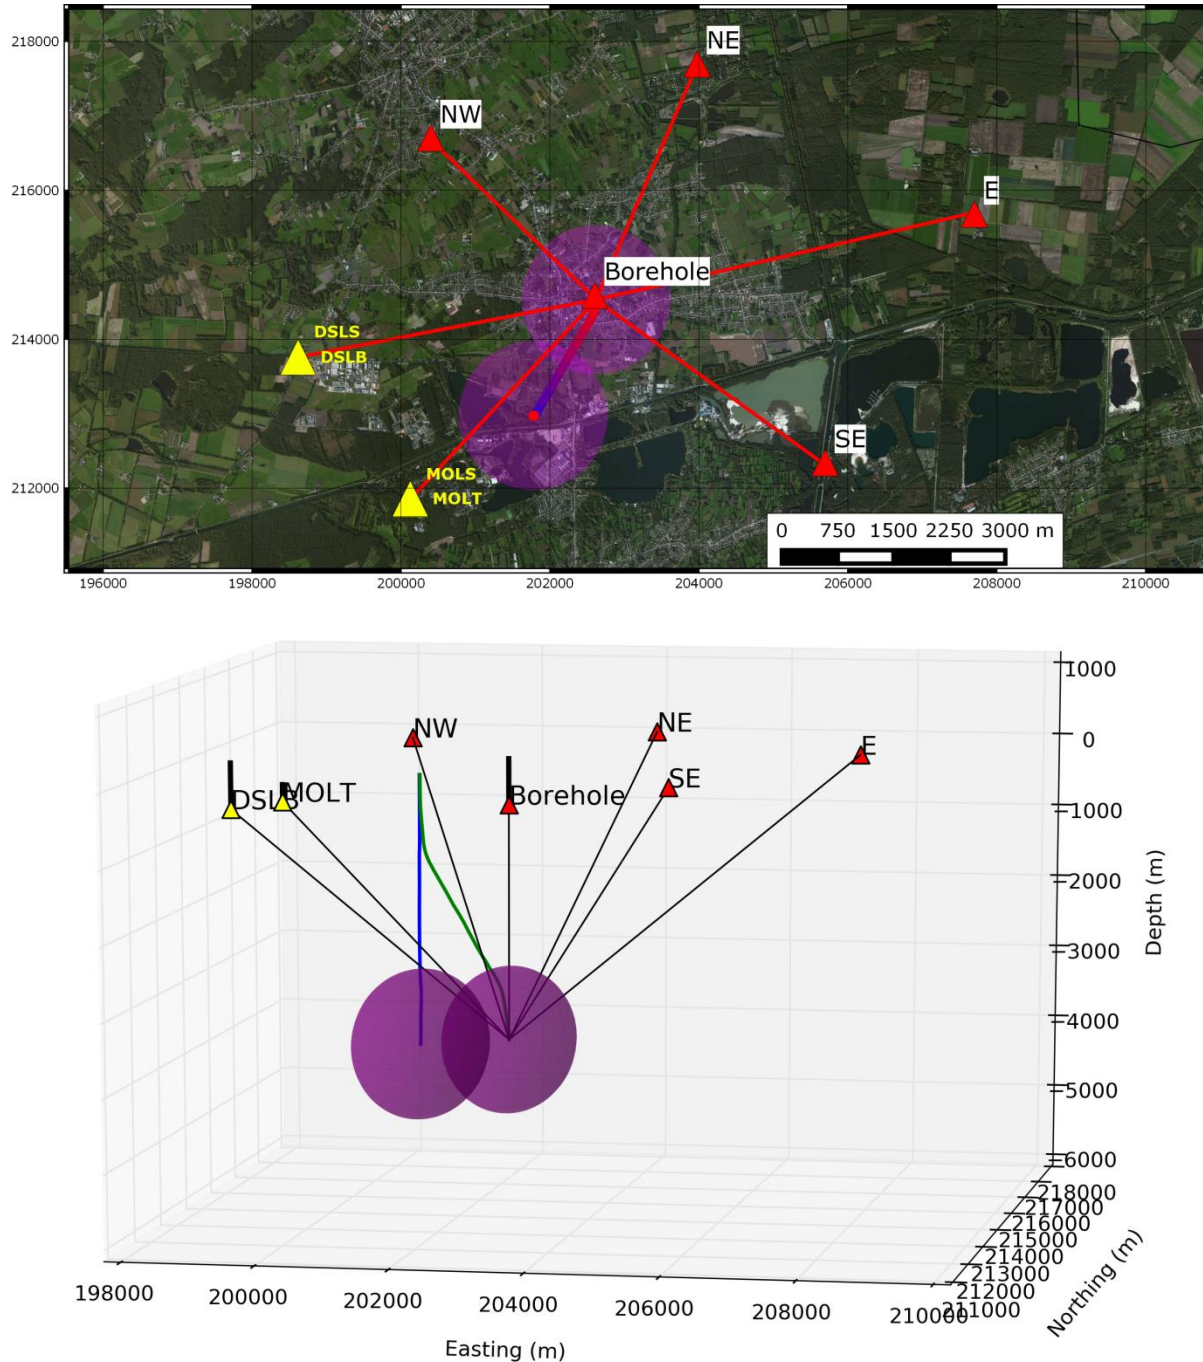 218000
NE
NW
216000
E
Borehole
214000
DSLS
DSLB
SE
MOLS
MOLT
212000
0 750 1500 2250 3000 m
196000 198000 200000 202000 204000 206000 208000 210000
1000
NW
NE
0
E
SE
DSLB
MOLT
Borehole
1000
2000
Depth (m)
3000
4000
5000
6000
218000
217000
216000
215000
214000
213000
212000
211000
Northing (m)
198000 200000 202000 204000 206000 208000 210000
Easting (m)